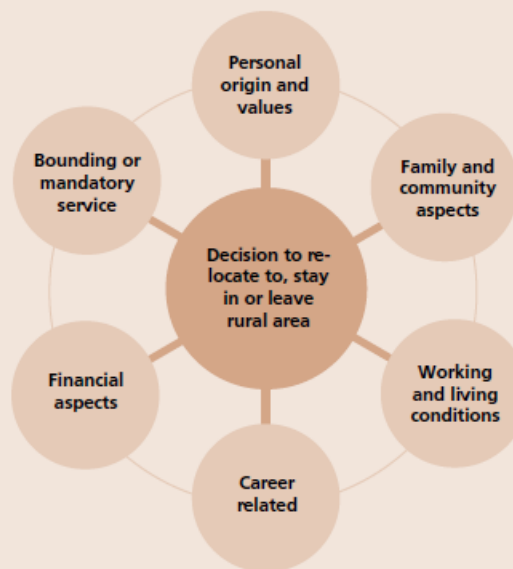 Personal
origin and
values
Bounding or
mandatory
service
Family and
community
aspects
Decision to re-
locate to, stay
in or leave
rural area
Financial
aspects
Working
and living
conditions
Career
related